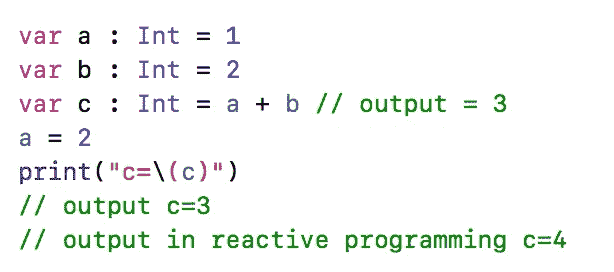 var a : Int = 1
var b : Int = 2
var c : Int = a + b // output = 3
a = 2
print("c=\(c)")
// output c=3
// output in reactive programming c=4